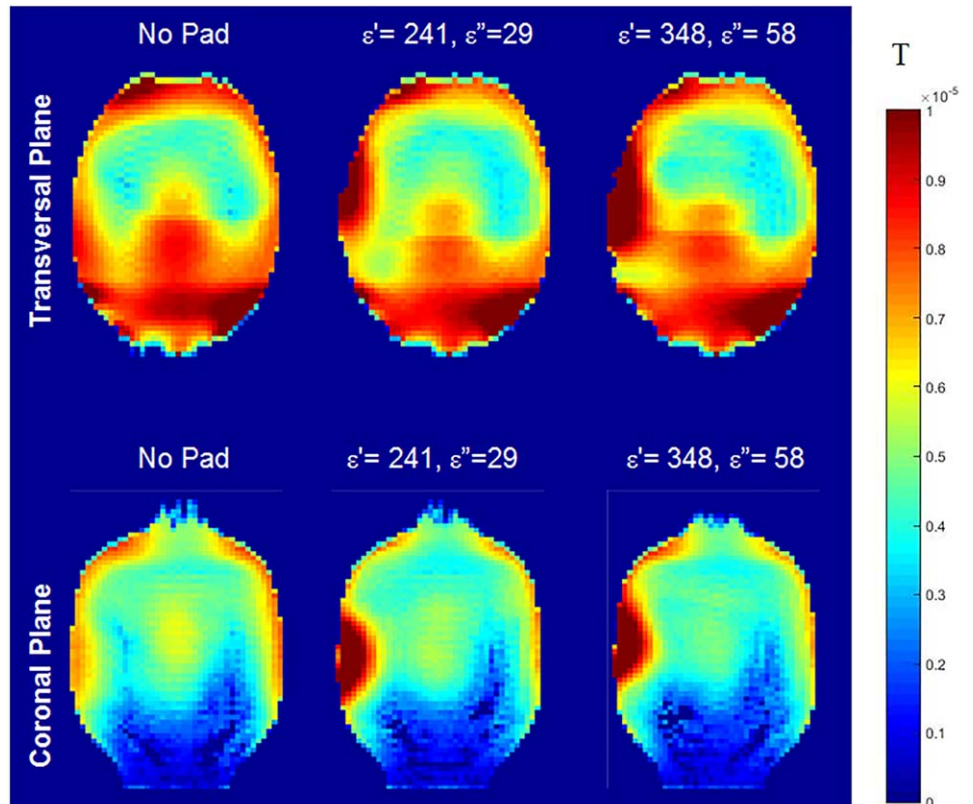 No Pad
ε'= 241, ε”=29
ε'= 348, ε”= 58
T
×10⁻⁵
Transversal Plane
1
0.9
0.8
0.7
0.6
0.5
0.4
0.3
0.2
0.1
0
No Pad
ε'= 241, ε”=29
ε'= 348, ε”= 58
Coronal Plane